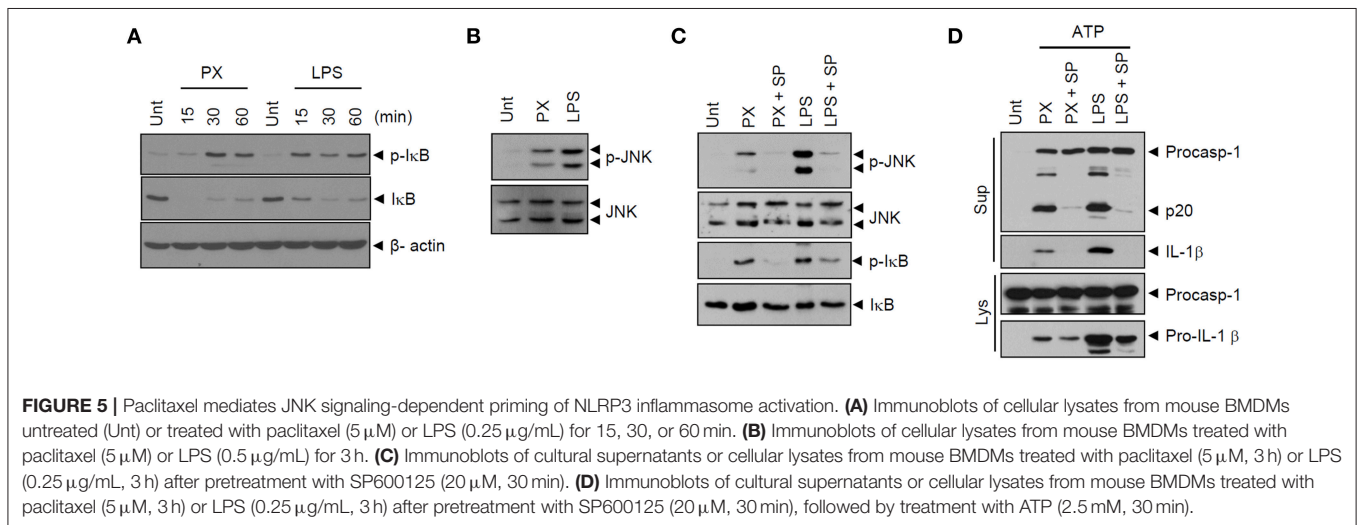 A
PX LPS
Unt 15 30 60 Unt 15 30 60 (min)
p-IκB
IκB
β- actin
B
Unt PX LPS
p-JNK
JNK
C
Unt PX PX + SP LPS LPS + SP
p-JNK
JNK
p-IκB
IκB
D
ATP
Unt PX PX + SP LPS LPS + SP
Sup
Procasp-1
p20
IL-1β
Lys
Procasp-1
Pro-IL-1 β
FIGURE 5 | Paclitaxel mediates JNK signaling-dependent priming of NLRP3 inflammasome activation. (A) Immunoblots of cellular lysates from mouse BMDMs
untreated (Unt) or treated with paclitaxel (5 μM) or LPS (0.25 μg/mL) for 15, 30, or 60 min. (B) Immunoblots of cellular lysates from mouse BMDMs treated with
paclitaxel (5 μM) or LPS (0.5 μg/mL) for 3 h. (C) Immunoblots of cultural supernatants or cellular lysates from mouse BMDMs treated with paclitaxel (5 μM, 3 h) or LPS
(0.25 μg/mL, 3 h) after pretreatment with SP600125 (20 μM, 30 min). (D) Immunoblots of cultural supernatants or cellular lysates from mouse BMDMs treated with
paclitaxel (5 μM, 3 h) or LPS (0.25 μg/mL, 3 h) after pretreatment with SP600125 (20 μM, 30 min), followed by treatment with ATP (2.5 mM, 30 min).